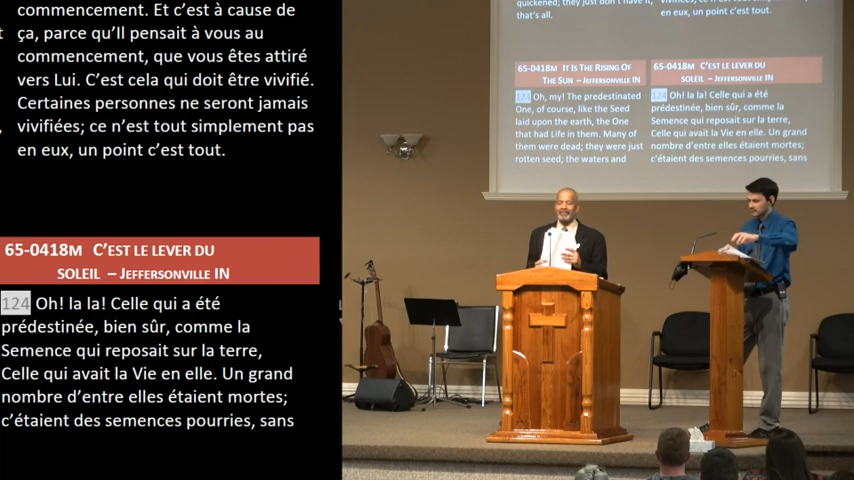 commencement. Et c'est à cause de
ça, parce qu'Il pensait à vous au
commencement, que vous êtes attiré
vers Lui. C'est cela qui doit être vivifié.
Certaines personnes ne seront jamais
vivifiées; ce n'est tout simplement pas
en eux, un point c'est tout.
65-0418M C'EST LE LEVER DU
SOLEIL – JEFFERSONVILLE IN
124 Oh! la la! Celle qui a été
prédestinée, bien sûr, comme la
Semence qui reposait sur la terre,
Celle qui avait la Vie en elle. Un grand
nombre d'entre elles étaient mortes;
c'étaient des semences pourries, sans
quickened; they just don't have it,
that's all.
65-0418M IT IS THE RISING OF
THE SUN – JEFFERSONVILLE IN
124 Oh, my! The predestinated
One, of course, like the Seed
laid upon the earth, the One
that had Life in them. Many of
them were dead; they were just
rotten seed; the waters and
en eux, un point c'est tout.
65-0418M C'EST LE LEVER DU
SOLEIL – JEFFERSONVILLE IN
124 Oh! la la! Celle qui a été
prédestinée, bien sûr, comme la
Semence qui reposait sur la terre,
Celle qui avait la Vie en elle. Un grand
nombre d'entre elles étaient mortes;
c'étaient des semences pourries, sans